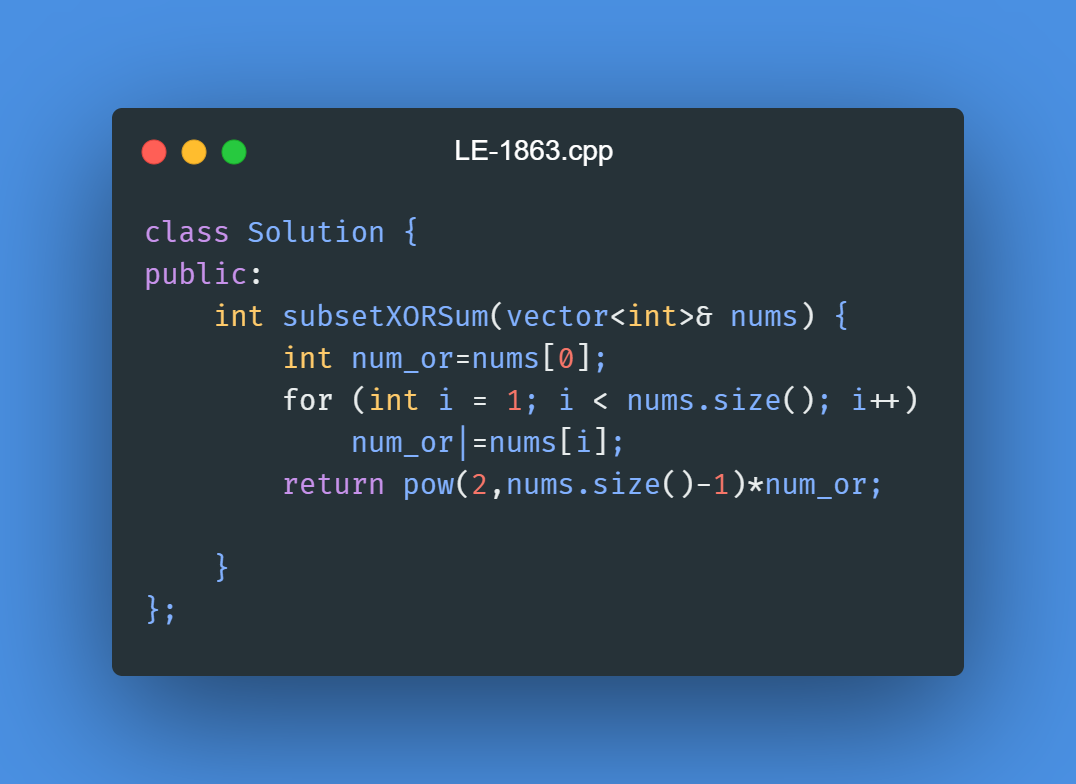 LE-1863.cpp
class Solution {
public:
    int subsetXORSum(vector<int>& nums) {
        int num_or=nums[0];
        for (int i = 1; i < nums.size(); i++)
            num_or|=nums[i];
        return pow(2,nums.size()-1)*num_or;
    }
};